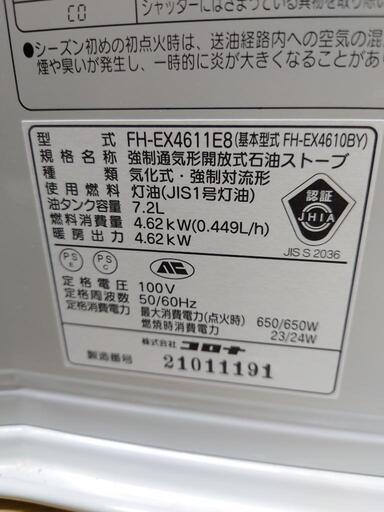 シャッターにはさまっている異物を取り除い
CO
●シーズン初めの初点火時は、送油経路内への空気の混
煙や臭いが発生し、一時的に炎が大きくなることがあ
型 式 FH-EX4611E8(基本型式 FH-EX4610BY)
規格名称 強制通気形開放式石油ストーブ
種 類 気化式・強制対流形
使用燃料 灯油(JIS1号灯油)
油タンク容量 7.2L
燃料消費量 4.62kW(0.449L/h)
暖房出力 4.62kW
認証
JHIA
JIS S 2036
PS E
PS C
定格電圧 100V
定格周波数 50/60Hz
定格消費電力 最大消費電力(点火時) 650/650W
燃焼時消費電力 23/24W
株式会社 コロナ
製造番号 21011191